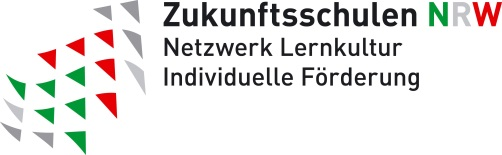 Zukunftsschulen NRW
Netzwerk Lernkultur
Individuelle Förderung